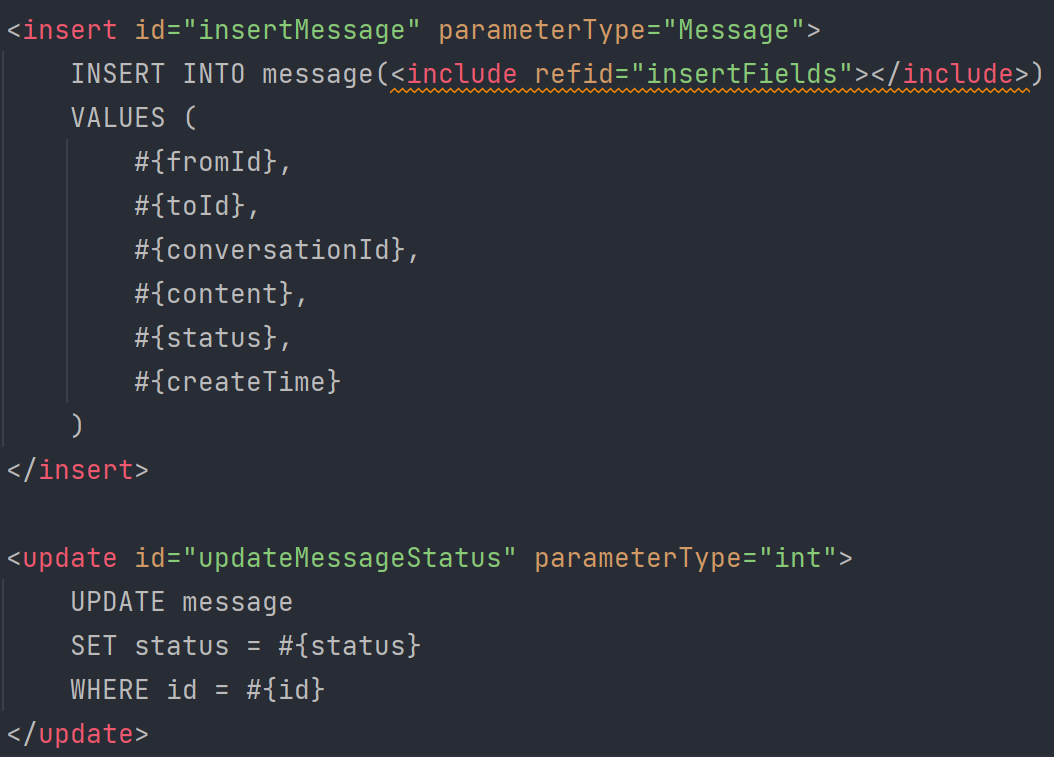 <insert id="insertMessage" parameterType="Message">
    INSERT INTO message(<include refid="insertFields"></include>)
    VALUES (
        #{fromId},
        #{toId},
        #{conversationId},
        #{content},
        #{status},
        #{createTime}
    )
</insert>

<update id="updateMessageStatus" parameterType="int">
    UPDATE message
    SET status = #{status}
    WHERE id = #{id}
</update>